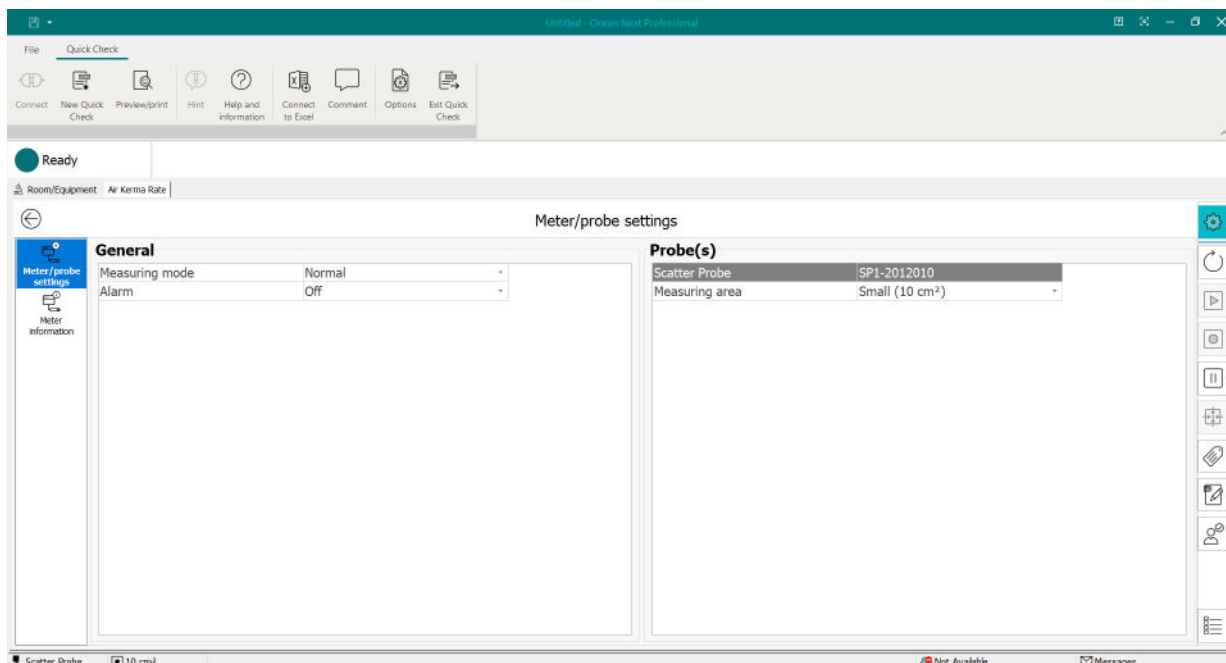 Untitled - Ocean Next Professional
File Quick Check
Connect New Quick Check Preview/print Hint Help and information Connect to Excel Comment Options Exit Quick Check
Ready
Room/Equipment Air Kerma Rate
Meter/probe settings
Meter/probe settings
Meter information
General
Measuring mode Normal
Alarm Off
Probe(s)
Scatter Probe SP1-2012010
Measuring area Small (10 cm²)
Scatter Probe 10 cm² Not Available Messages